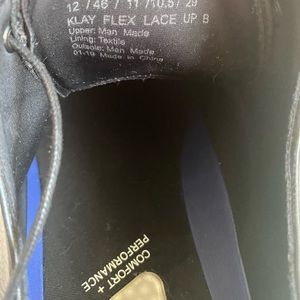 12 / 46 / 11 / 10.5 / 29
KLAY FLEX LACE UP B
Upper: Man Made
Lining: Textile
Outsole: Man Made
01-19 Made in China
COMFORT +
PERFORMANCE